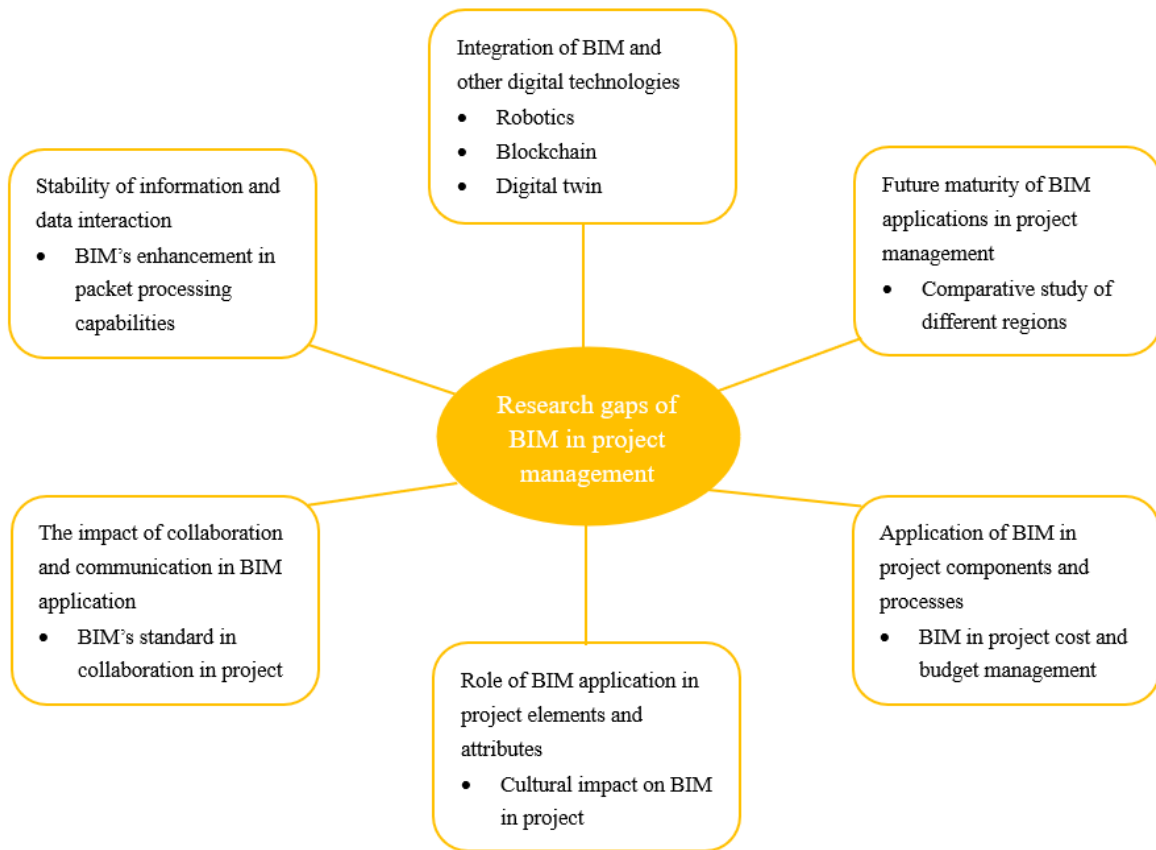 Integration of BIM and
other digital technologies
• Robotics
• Blockchain
• Digital twin
Stability of information and
data interaction
• BIM’s enhancement in
packet processing
capabilities
Future maturity of BIM
applications in project
management
• Comparative study of
different regions
Research gaps of
BIM in project
management
The impact of collaboration
and communication in BIM
application
• BIM’s standard in
collaboration in project
Application of BIM in
project components and
processes
• BIM in project cost and
budget management
Role of BIM application in
project elements and
attributes
• Cultural impact on BIM
in project